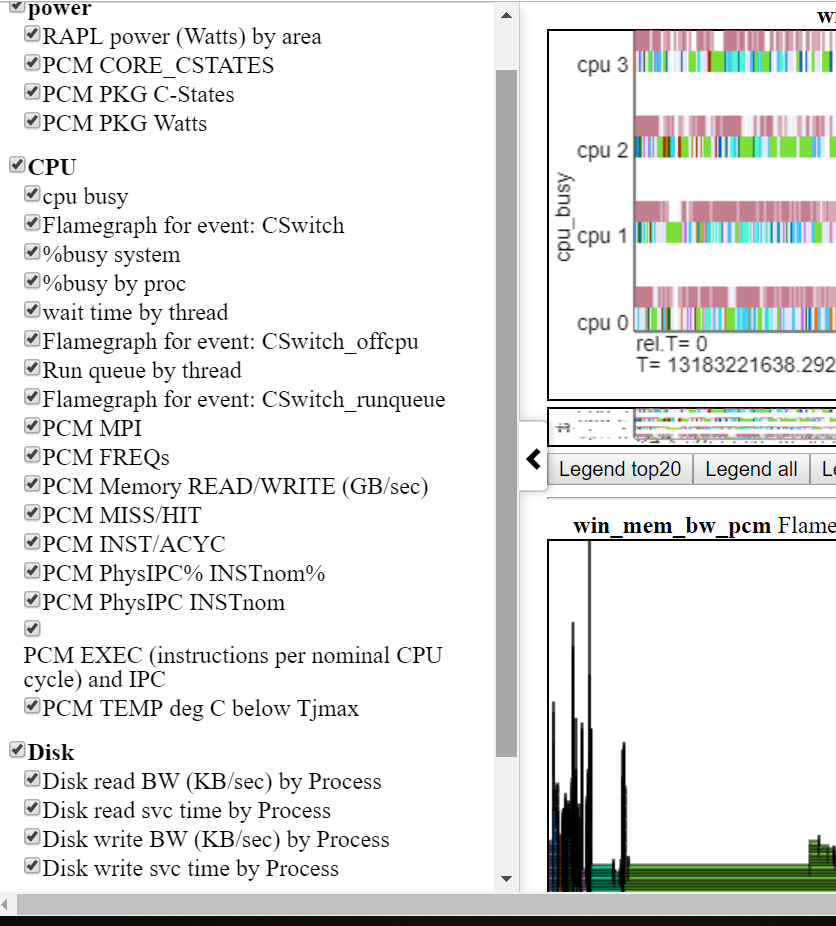 power
RAPL power (Watts) by area
PCM CORE_CSTATES
PCM PKG C-States
PCM PKG Watts
CPU
cpu busy
Flamegraph for event: CSwitch
%busy system
%busy by proc
wait time by thread
Flamegraph for event: CSwitch_offcpu
Run queue by thread
Flamegraph for event: CSwitch_runqueue
PCM MPI
PCM FREQs
PCM Memory READ/WRITE (GB/sec)
PCM MISS/HIT
PCM INST/ACYC
PCM PhysIPC% INSTnom%
PCM PhysIPC INSTnom
PCM EXEC (instructions per nominal CPU
cycle) and IPC
PCM TEMP deg C below Tjmax
Disk
Disk read BW (KB/sec) by Process
Disk read svc time by Process
Disk write BW (KB/sec) by Process
Disk write svc time by Process
cpu_busy
cpu 3
cpu 2
cpu 1
cpu 0
rel.T= 0
T= 13183221638.292
Legend top20
Legend all
win_mem_bw_pcm Flame